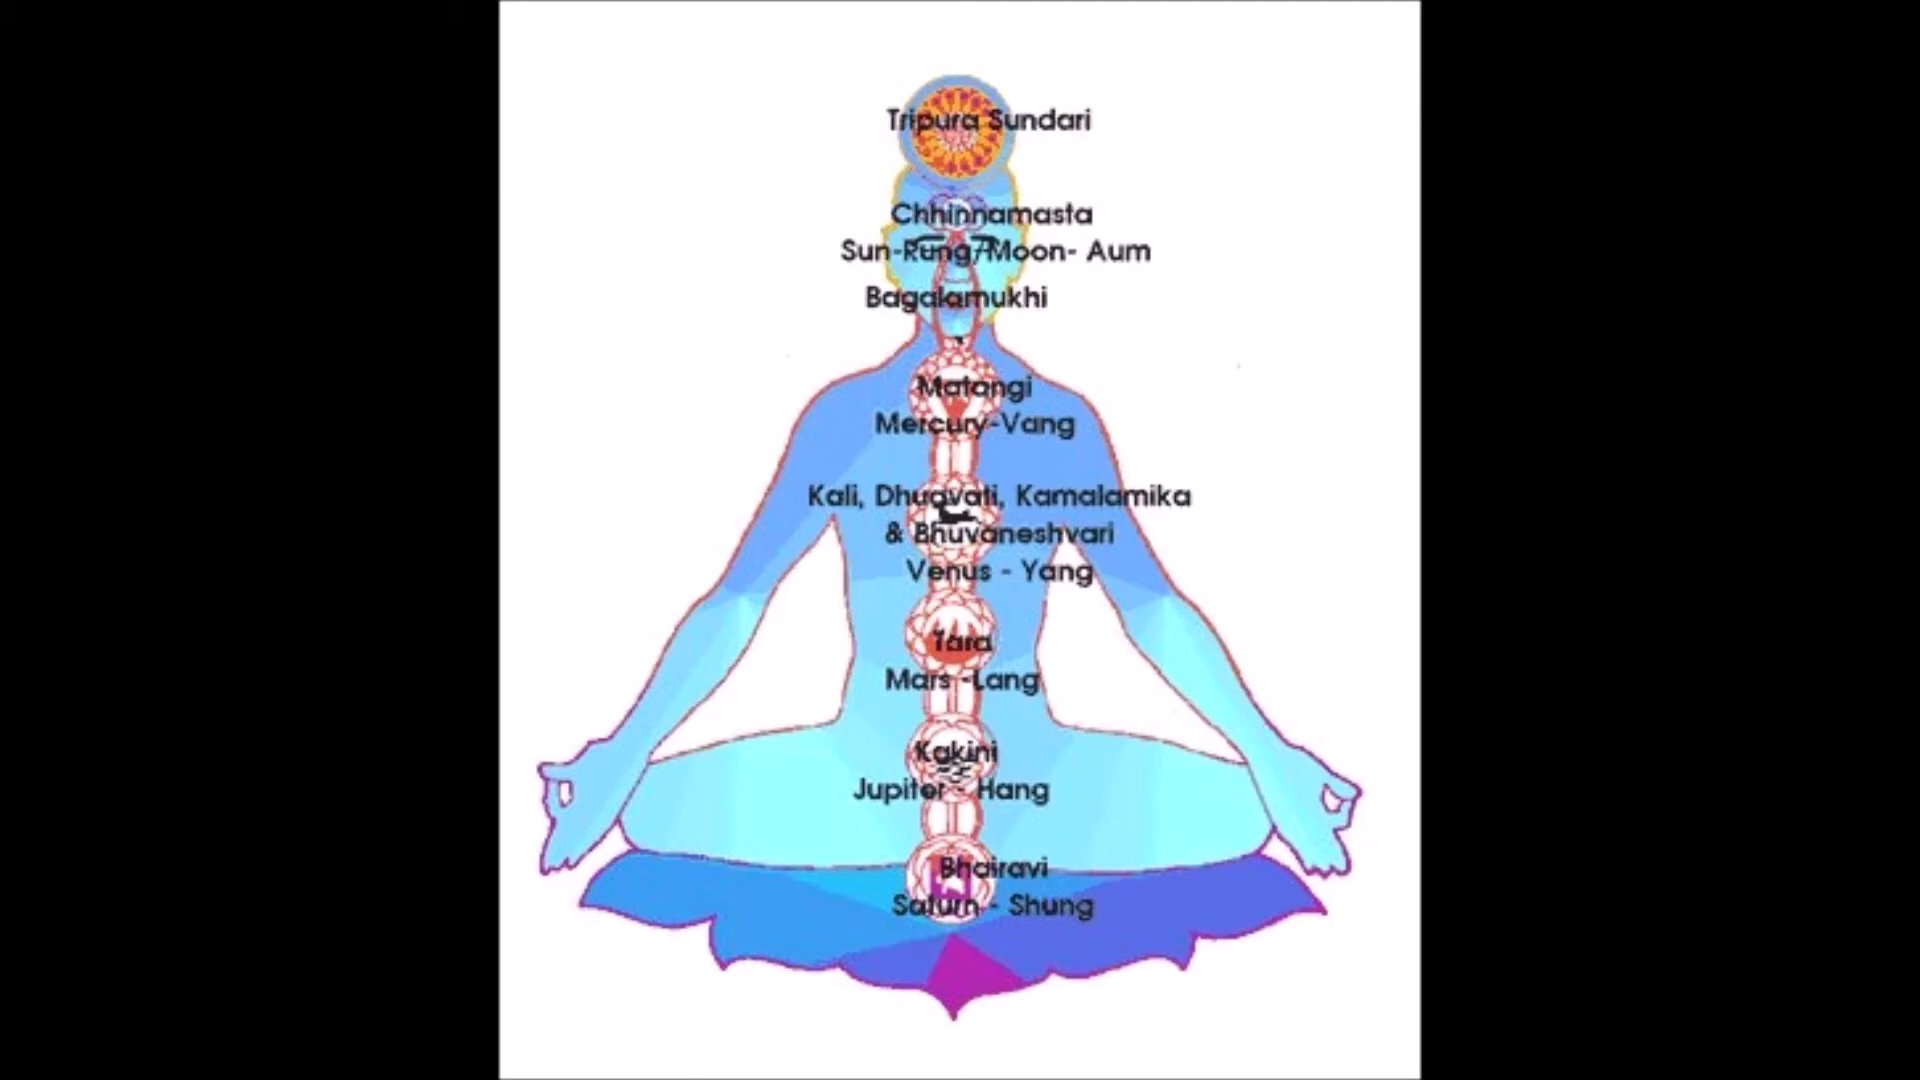 Tripura Sundari
Chhinnamasta
Sun-Rung/Moon- Aum
Bagalamukhi
Matangi
Mercury-Vang
Kali, Dhuavati, Kamalamika
& Bhuvaneshvari
Venus - Yang
Tara
Mars -Lang
Kakini
Jupiter - Hang
Bhairavi
Saturn - Shung